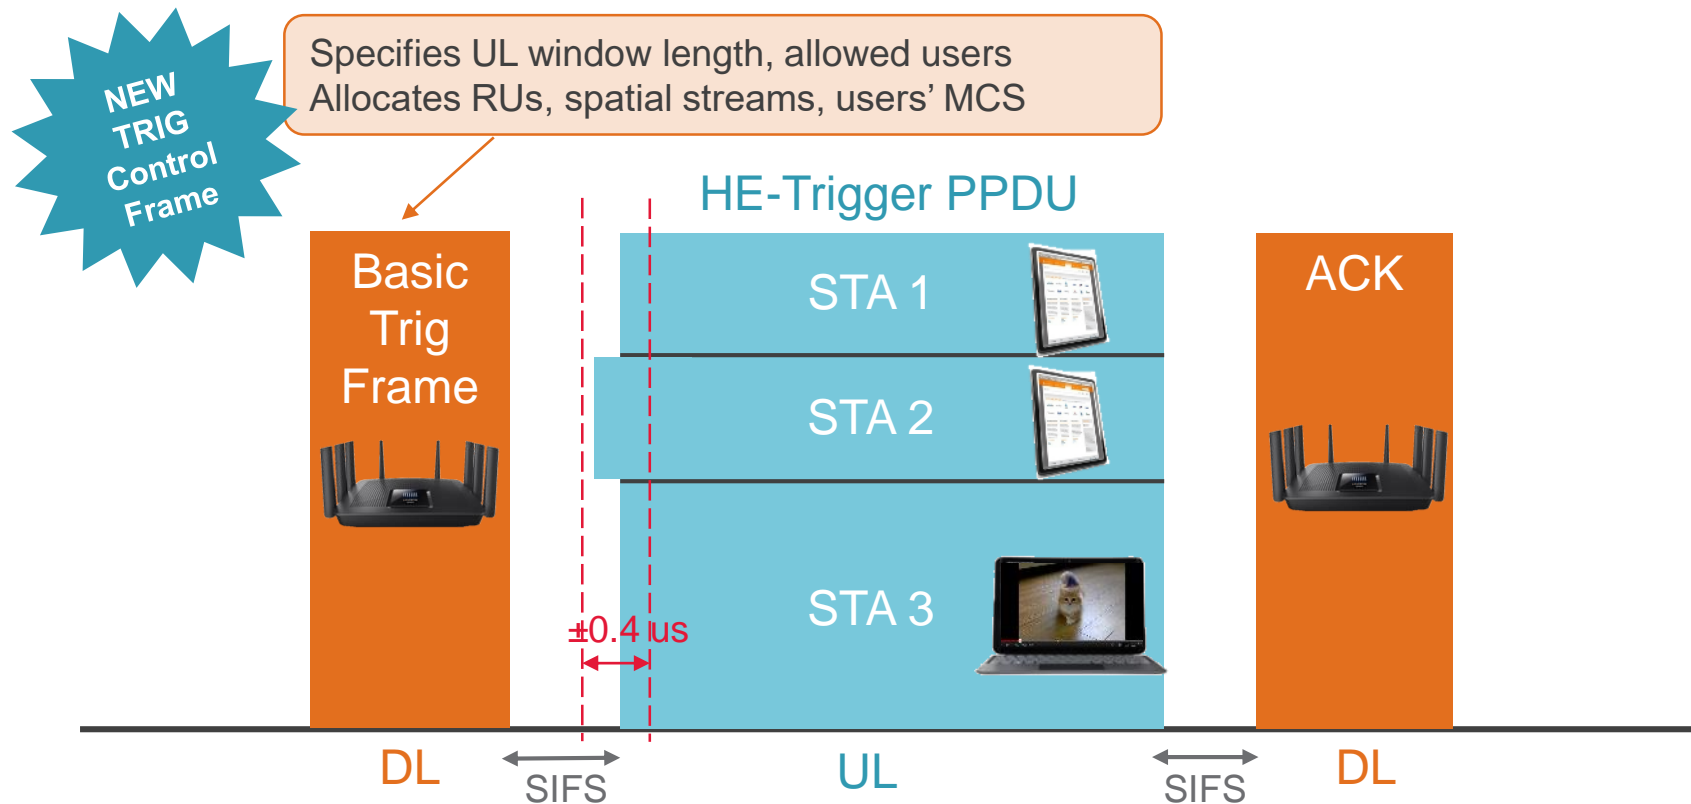 NEW
TRIG
Control
Frame
Specifies UL window length, allowed users
Allocates RUs, spatial streams, users’ MCS
HE-Trigger PPDU
Basic
Trig
Frame
STA 1
STA 2
STA 3
ACK
±0.4 us
DL
SIFS
UL
SIFS
DL